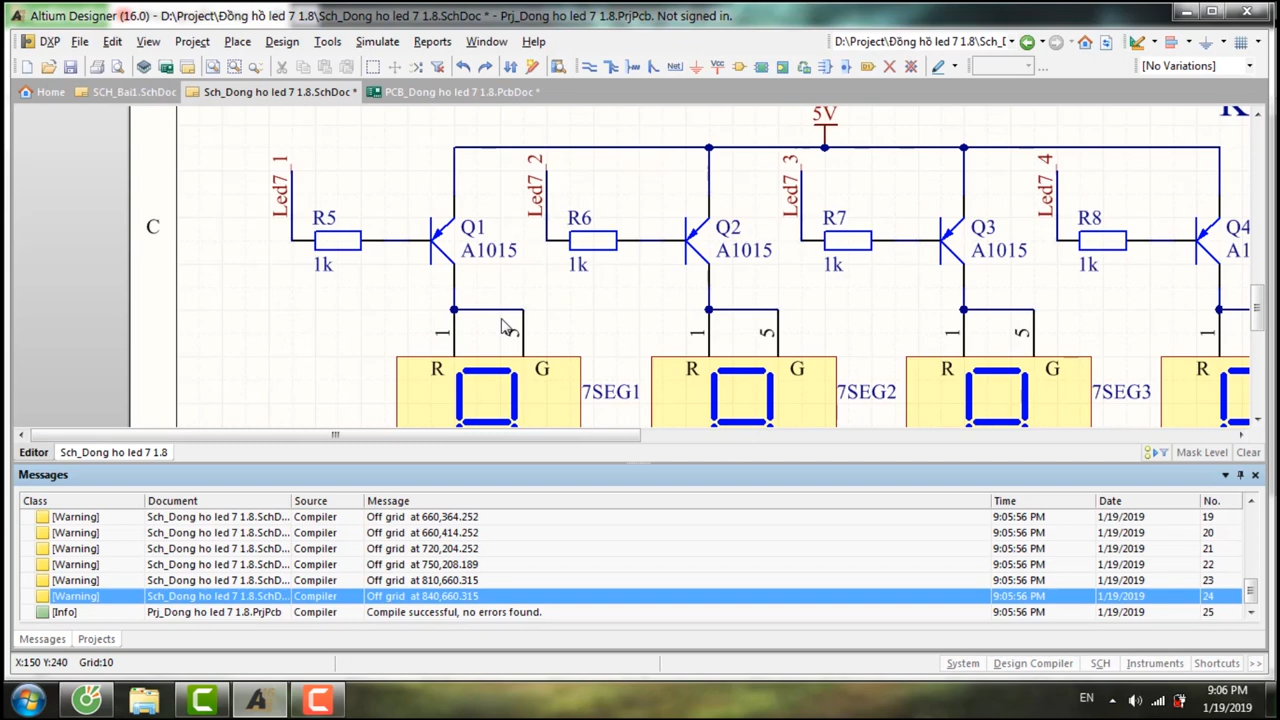 Altium Designer (16.0) - D:\Project\Đồng hồ led 7 1.8\Sch_Dong ho led 7 1.8.SchDoc * - Prj_Dong ho led 7 1.8.PrjPcb. Not signed in.
DXP File Edit View Project Place Design Tools Simulate Reports Window Help D:\Project\Đồng hồ led 7 1.8\Sch_
Net Vcc ... [No Variations]
Home SCH_Bai1.SchDoc Sch_Dong ho led 7 1.8.SchDoc * PCB_Dong ho led 7 1.8.PcbDoc *
5V
Led7_1 Led7_2 Led7_3 Led7_4
C R5 Q1 R6 Q2 R7 Q3 R8 Q4
A1015 A1015 A1015
1k 1k 1k 1k
1 5 1 5 1 5 1
R G R G R G R
7SEG1 7SEG2 7SEG3
Editor Sch_Dong ho led 7 1.8 Mask Level Clear
Messages
Class Document Source Message Time Date No.
[Warning] Sch_Dong ho led 7 1.8.SchD... Compiler Off grid at 660,364.252 9:05:56 PM 1/19/2019 19
[Warning] Sch_Dong ho led 7 1.8.SchD... Compiler Off grid at 660,414.252 9:05:56 PM 1/19/2019 20
[Warning] Sch_Dong ho led 7 1.8.SchD... Compiler Off grid at 720,204.252 9:05:56 PM 1/19/2019 21
[Warning] Sch_Dong ho led 7 1.8.SchD... Compiler Off grid at 750,208.189 9:05:56 PM 1/19/2019 22
[Warning] Sch_Dong ho led 7 1.8.SchD... Compiler Off grid at 810,660.315 9:05:56 PM 1/19/2019 23
[Warning] Sch_Dong ho led 7 1.8.SchD... Compiler Off grid at 840,660.315 9:05:56 PM 1/19/2019 24
[Info] Prj_Dong ho led 7 1.8.PrjPcb Compiler Compile successful, no errors found. 9:05:56 PM 1/19/2019 25
Messages Projects
X:150 Y:240 Grid:10 System Design Compiler SCH Instruments Shortcuts >>
EN 9:06 PM
1/19/2019